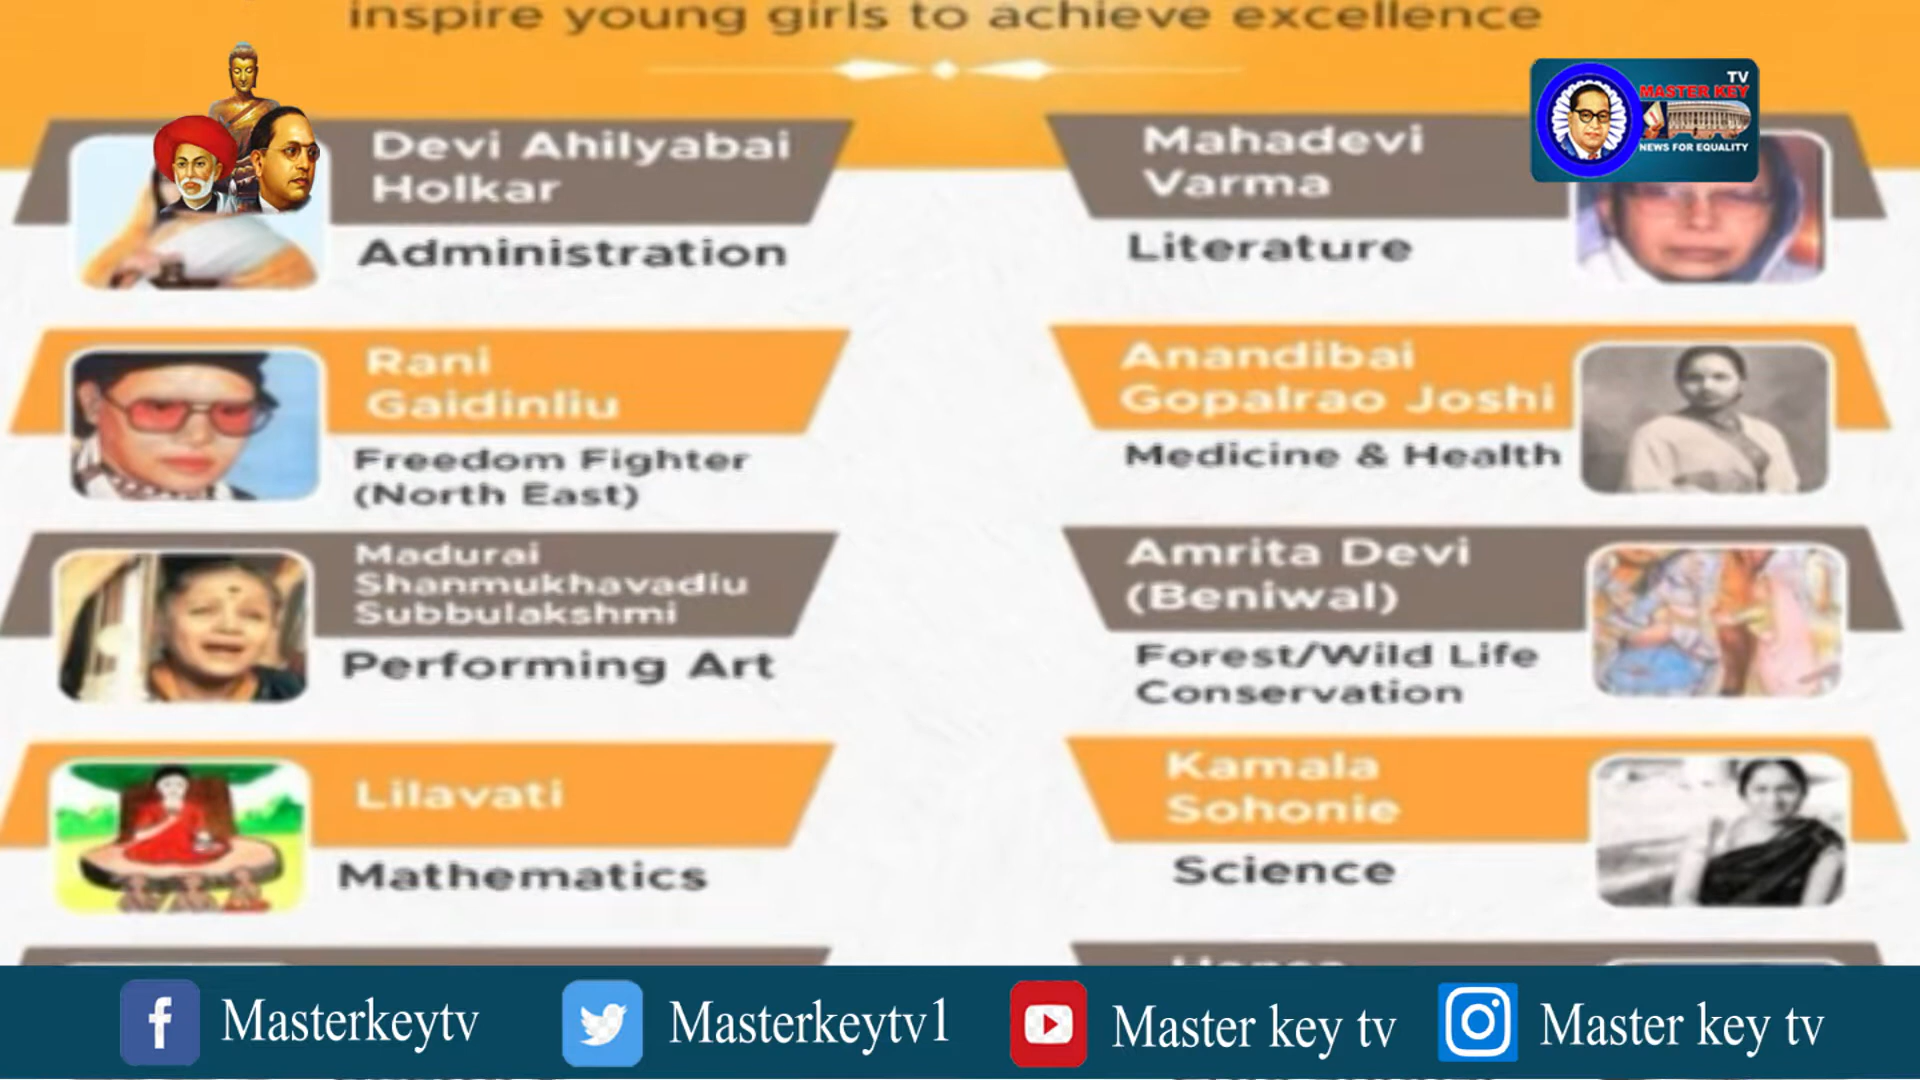 inspire young girls to achieve excellence
TV
MASTER KEY
NEWS FOR EQUALITY
Devi Ahilyabai
Holkar
Administration
Mahadevi
Varma
Literature
Rani
Gaidinliu
Freedom Fighter
(North East)
Anandibai
Gopalrao Joshi
Medicine & Health
Madurai
Shanmukhavadiu
Subbulakshmi
Performing Art
Amrita Devi
(Beniwal)
Forest/Wild Life
Conservation
Lilavati
Mathematics
Kamala
Sohonie
Science
Masterkeytv
Masterkeytv1
Master key tv
Master key tv